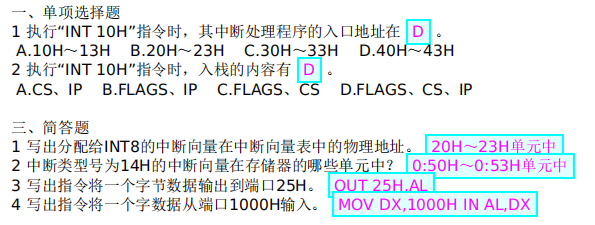 一、单项选择题
1 执行“INT 10H”指令时，其中断处理程序的入口地址在 D 。
A.10H～13H B.20H～23H C.30H～33H D.40H～43H
2 执行“INT 10H”指令时，入栈的内容有 D 。
A.CS、IP B.FLAGS、IP C.FLAGS、CS D.FLAGS、CS、IP
三、简答题
1 写出分配给INT8的中断向量在中断向量表中的物理地址。 20H～23H单元中
2 中断类型号为14H的中断向量在存储器的哪些单元中？ 0:50H～0:53H单元中
3 写出指令将一个字节数据输出到端口25H。 OUT 25H,AL
4 写出指令将一个字数据从端口1000H输入。 MOV DX,1000H IN AL,DX